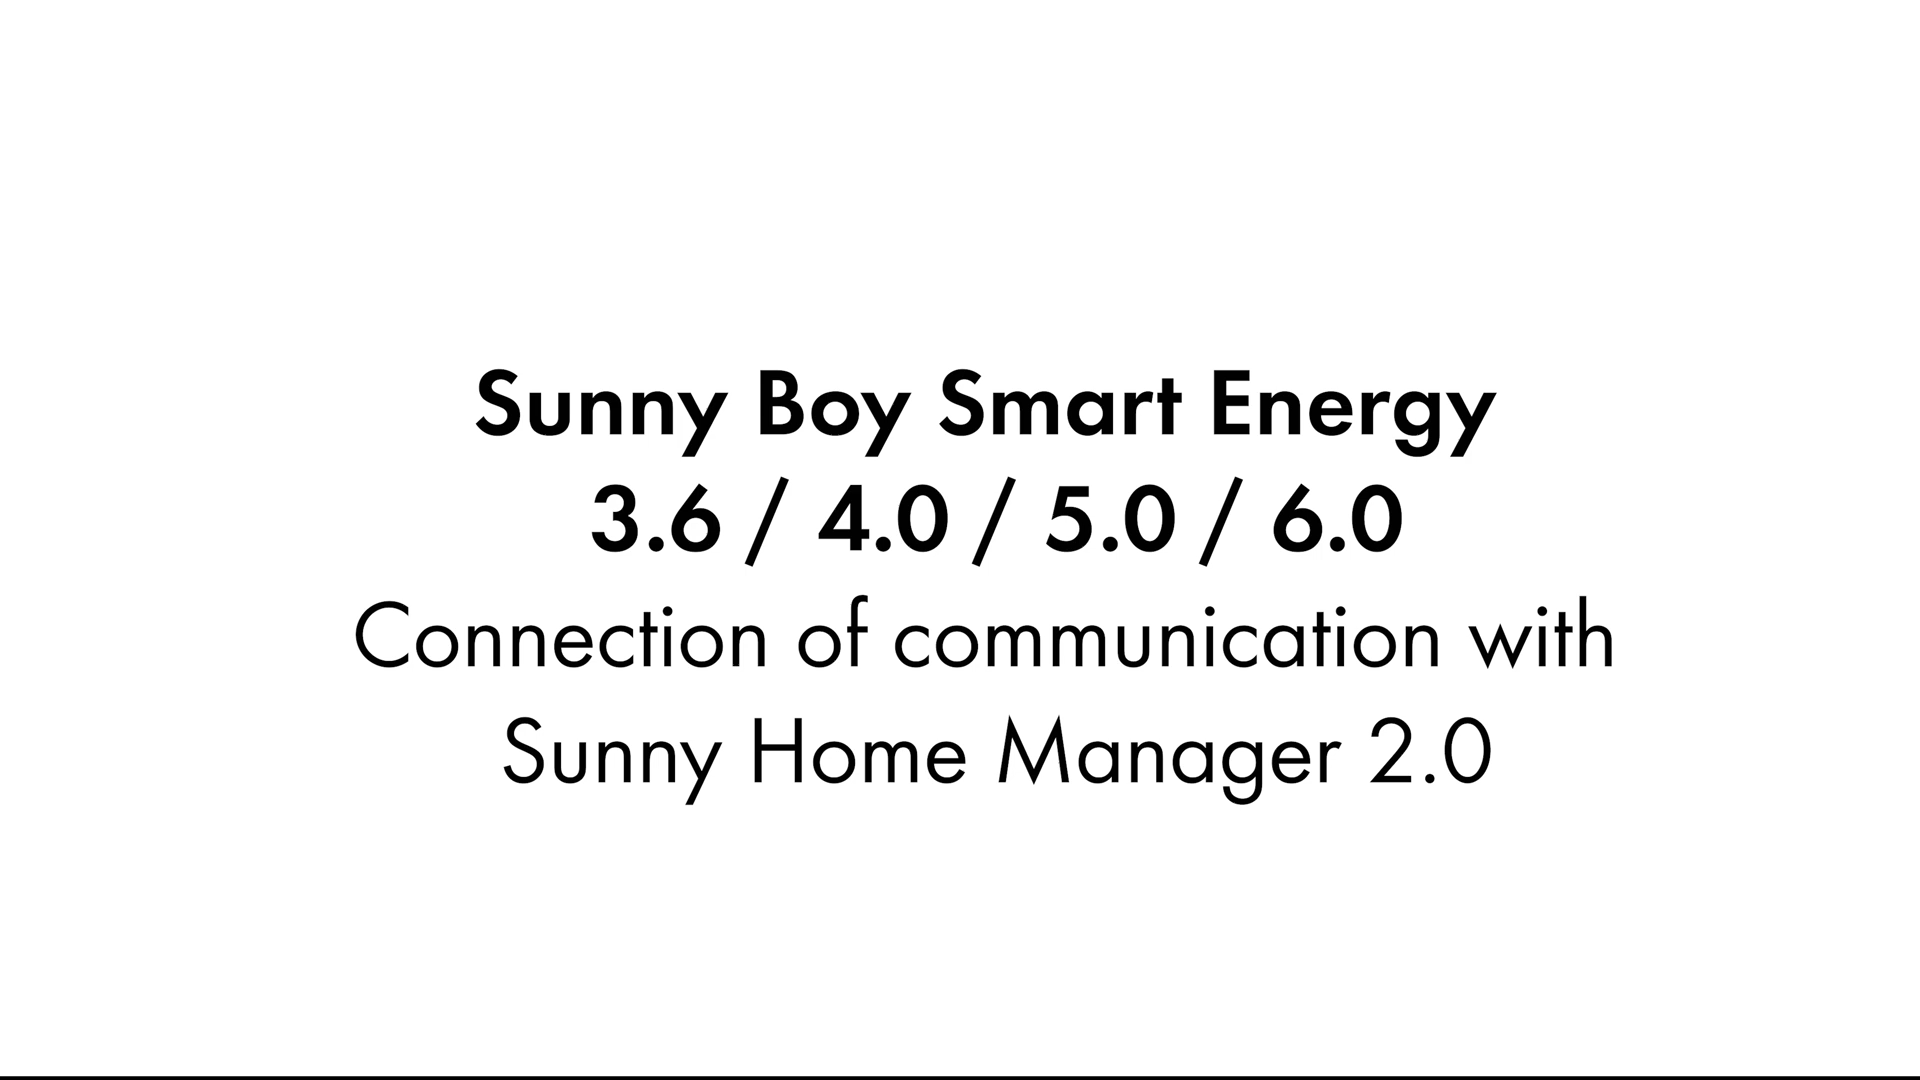 Sunny Boy Smart Energy
3.6 / 4.0 / 5.0 / 6.0
Connection of communication with
Sunny Home Manager 2.0